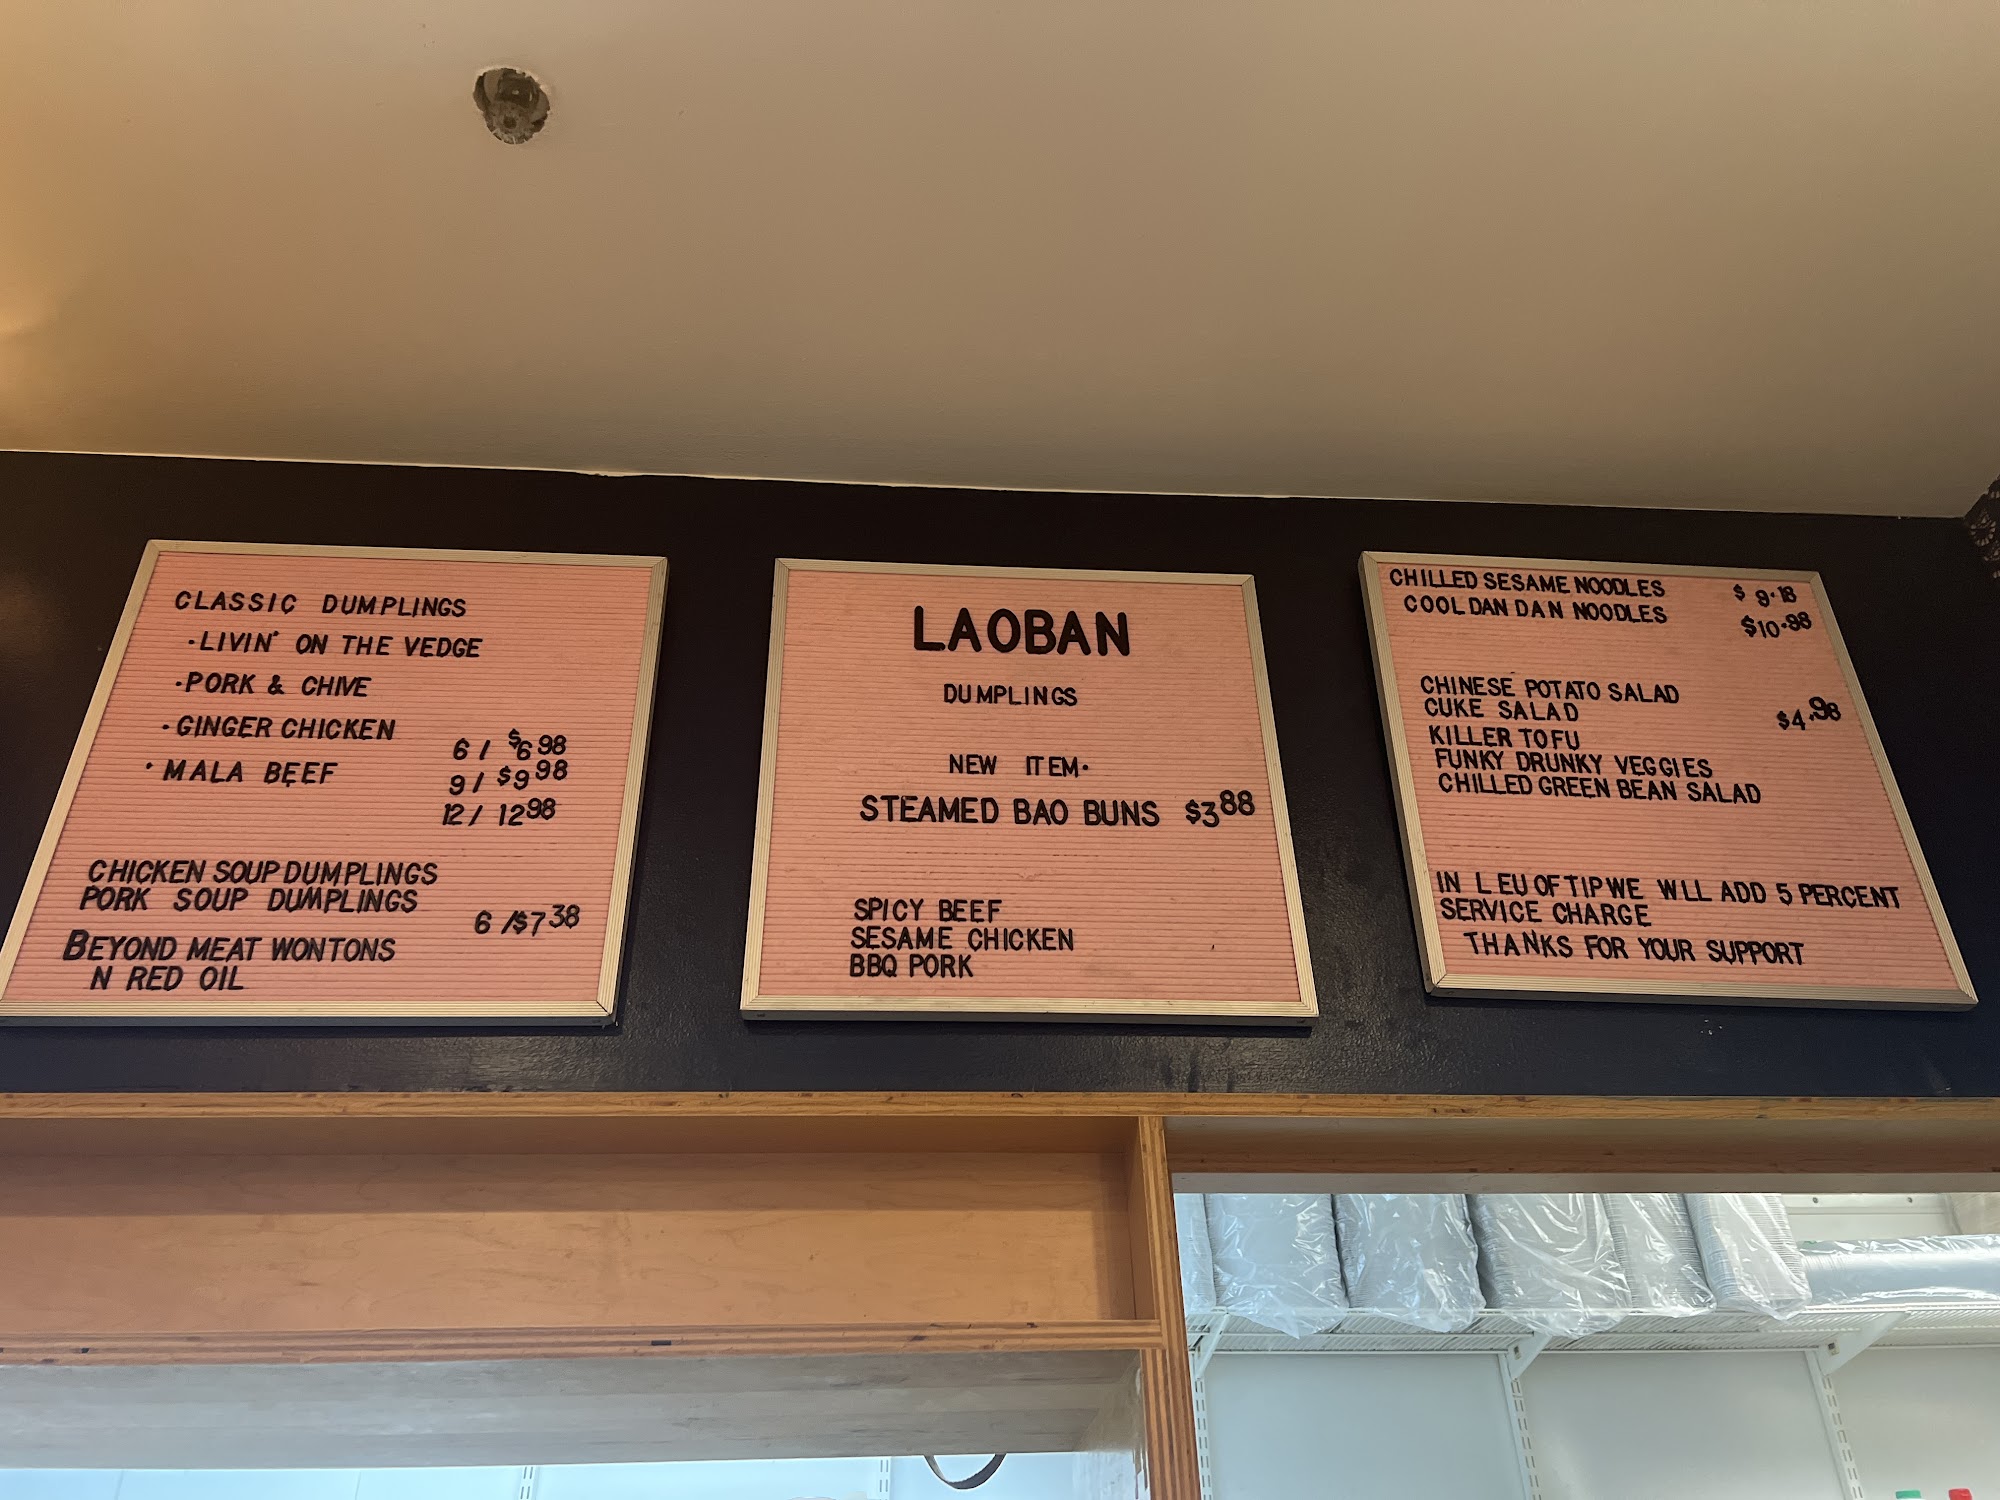 CLASSIC DUMPLINGS
·LIVIN' ON THE VEDGE
·PORK & CHIVE
·GINGER CHICKEN
·MALA BEEF
6 / $6 98
9 / $9 98
12 / 12 98
CHICKEN SOUP DUMPLINGS
PORK SOUP DUMPLINGS
6 /$7 38
BEYOND MEAT WONTONS
N RED OIL
LAOBAN
DUMPLINGS
NEW ITEM·
STEAMED BAO BUNS $3 88
SPICY BEEF
SESAME CHICKEN
BBQ PORK
CHILLED SESAME NOODLES $ 9·18
COOL DAN DAN NOODLES $10·98
CHINESE POTATO SALAD
CUKE SALAD $4.98
KILLER TOFU
FUNKY DRUNKY VEGGIES
CHILLED GREEN BEAN SALAD
IN L EU OF TIP WE W LL ADD 5 PERCENT
SERVICE CHARGE
THANKS FOR YOUR SUPPORT